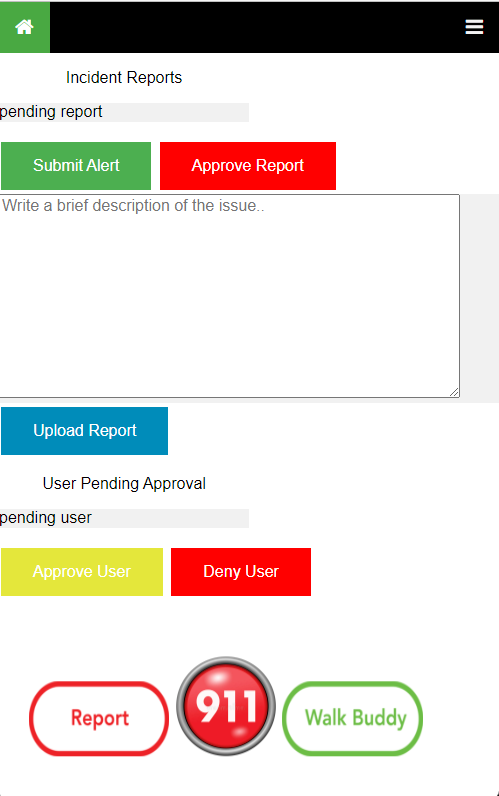 Incident Reports
pending report
Submit Alert
Approve Report
Write a brief description of the issue..
Upload Report
User Pending Approval
pending user
Approve User
Deny User
Report
911
Walk Buddy